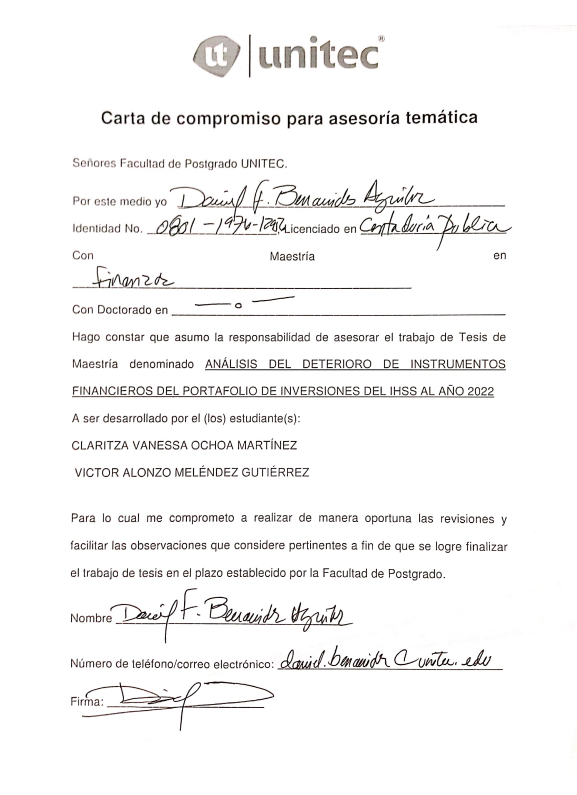 ut unitec®
Carta de compromiso para asesoría temática
Señores Facultad de Postgrado UNITEC.
Por este medio yo Daniel F. Benavides Aguilar
Identidad No. 0801-1976- Licenciado en Contaduría Publica
Con Maestría en
Finanzas
Con Doctorado en —o—
Hago constar que asumo la responsabilidad de asesorar el trabajo de Tesis de
Maestría denominado ANÁLISIS DEL DETERIORO DE INSTRUMENTOS
FINANCIEROS DEL PORTAFOLIO DE INVERSIONES DEL IHSS AL AÑO 2022
A ser desarrollado por el (los) estudiante(s):
CLARITZA VANESSA OCHOA MARTÍNEZ
VICTOR ALONZO MELÉNDEZ GUTIÉRREZ
Para lo cual me comprometo a realizar de manera oportuna las revisiones y
facilitar las observaciones que considere pertinentes a fin de que se logre finalizar
el trabajo de tesis en el plazo establecido por la Facultad de Postgrado.
Nombre Daniel F. Benavides Aguilar
Número de teléfono/correo electrónico: daniel.benavides@unitec.edu
Firma: